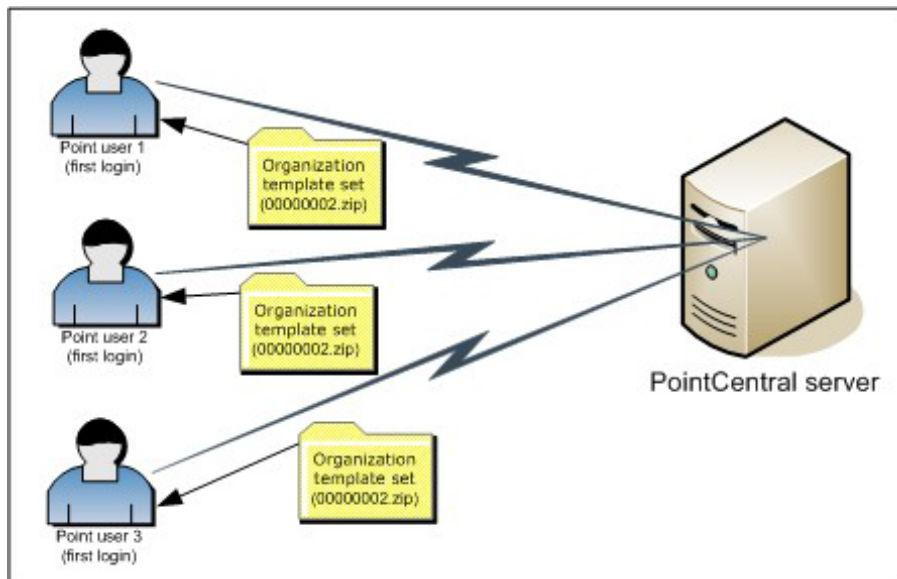 Point user 1
(first login)
Organization
template set
(00000002.zip)
Point user 2
(first login)
Organization
template set
(00000002.zip)
PointCentral server
Point user 3
(first login)
Organization
template set
(00000002.zip)